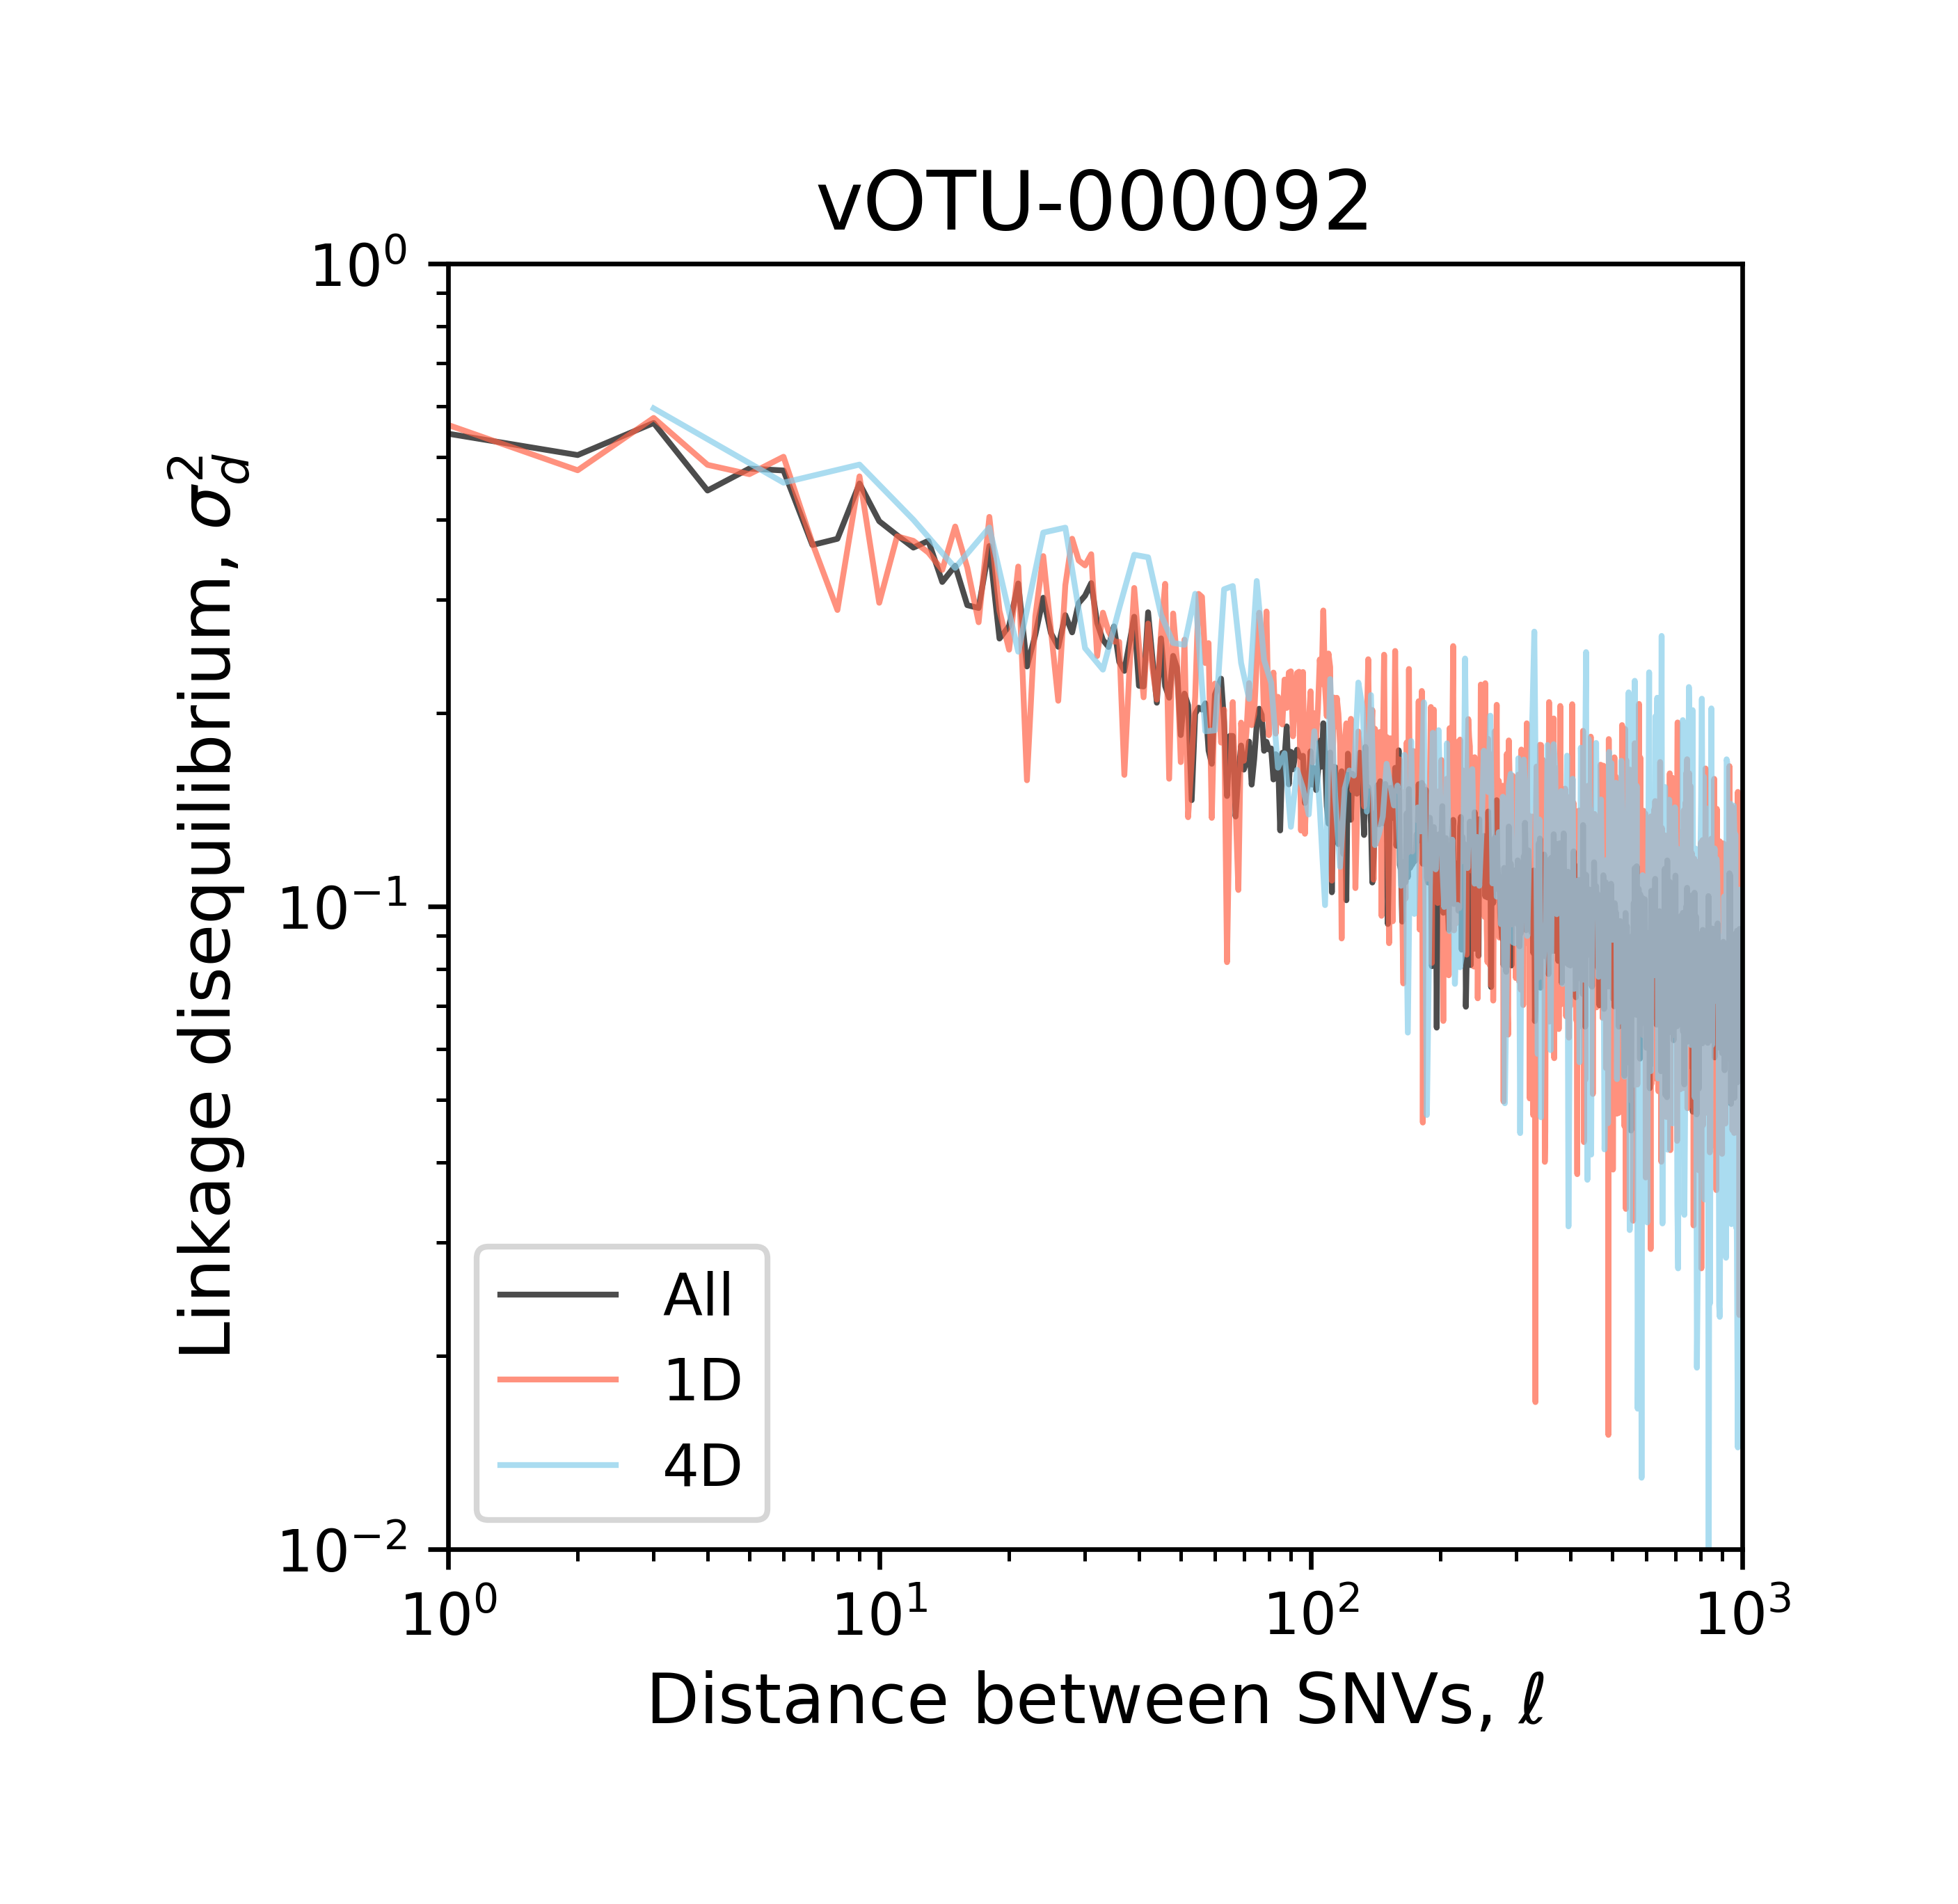 vOTU-000092
10⁰
10⁻¹
10⁻²
Linkage disequilibrium, σ²_d
All
1D
4D
10⁰ 10¹ 10² 10³
Distance between SNVs, ℓ